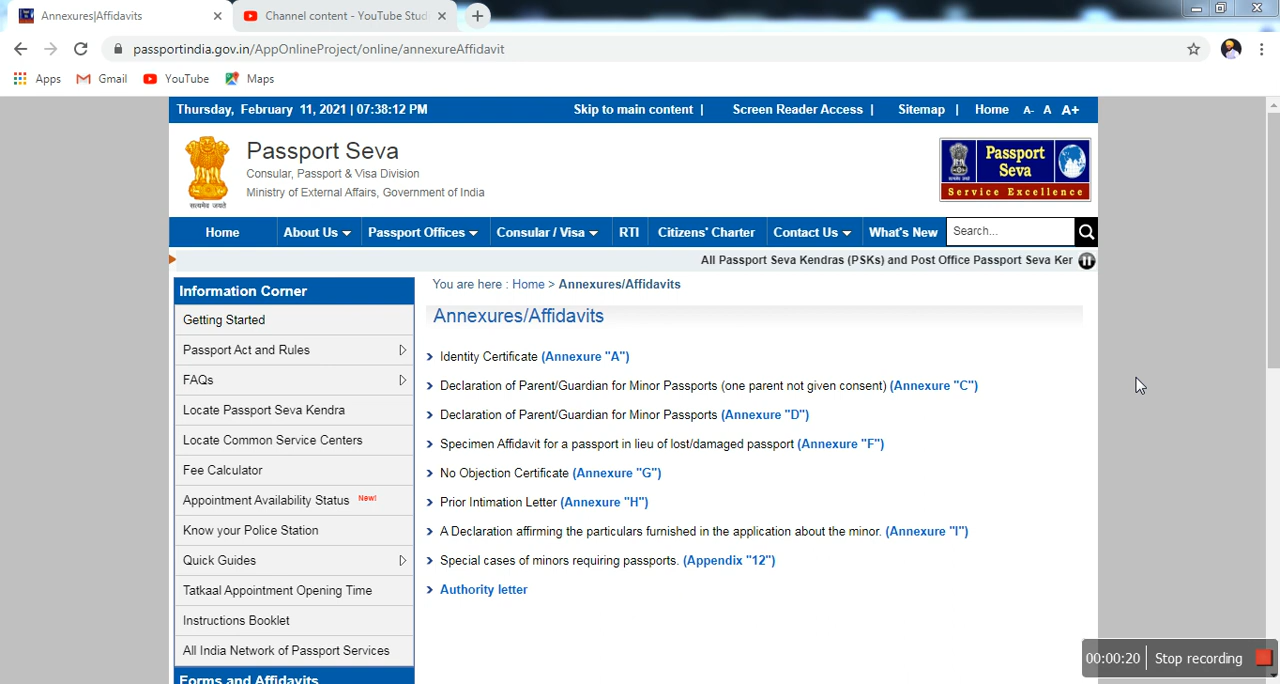 Annexures|Affidavits
Channel content - YouTube Stud
passportindia.gov.in/AppOnlineProject/online/annexureAffidavit
Apps Gmail YouTube Maps
Thursday, February 11, 2021 | 07:38:12 PM Skip to main content | Screen Reader Access | Sitemap | Home A- A A+
Passport Seva
Consular, Passport & Visa Division
Ministry of External Affairs, Government of India
सत्यमेव जयते
Passport
Seva
Service Excellence
Home About Us Passport Offices Consular / Visa RTI Citizens' Charter Contact Us What's New Search...
All Passport Seva Kendras (PSKs) and Post Office Passport Seva Ker
Information Corner
Getting Started
Passport Act and Rules
FAQs
Locate Passport Seva Kendra
Locate Common Service Centers
Fee Calculator
Appointment Availability Status New!
Know your Police Station
Quick Guides
Tatkaal Appointment Opening Time
Instructions Booklet
All India Network of Passport Services
Forms and Affidavits
You are here : Home > Annexures/Affidavits
Annexures/Affidavits
Identity Certificate (Annexure "A")
Declaration of Parent/Guardian for Minor Passports (one parent not given consent) (Annexure "C")
Declaration of Parent/Guardian for Minor Passports (Annexure "D")
Specimen Affidavit for a passport in lieu of lost/damaged passport (Annexure "F")
No Objection Certificate (Annexure "G")
Prior Intimation Letter (Annexure "H")
A Declaration affirming the particulars furnished in the application about the minor. (Annexure "I")
Special cases of minors requiring passports. (Appendix "12")
Authority letter
00:00:20 Stop recording